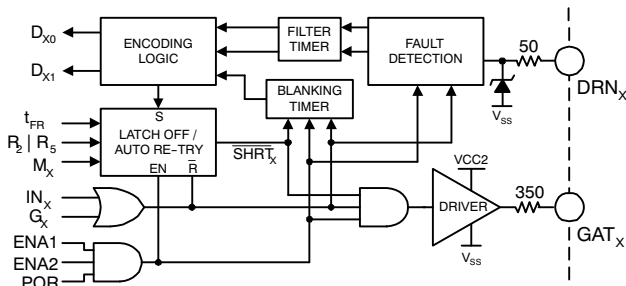 D_X0
D_X1
ENCODING
LOGIC
FILTER
TIMER
FAULT
DETECTION
50
DRN_X
V_SS
BLANKING
TIMER
t_FR
R_2 | R_5
M_X
S
LATCH OFF /
AUTO RE-TRY
EN R̅
S̅H̅R̅T̅_X
IN_X
G_X
ENA1
ENA2
POR
VCC2
DRIVER
V_SS
350
GAT_X